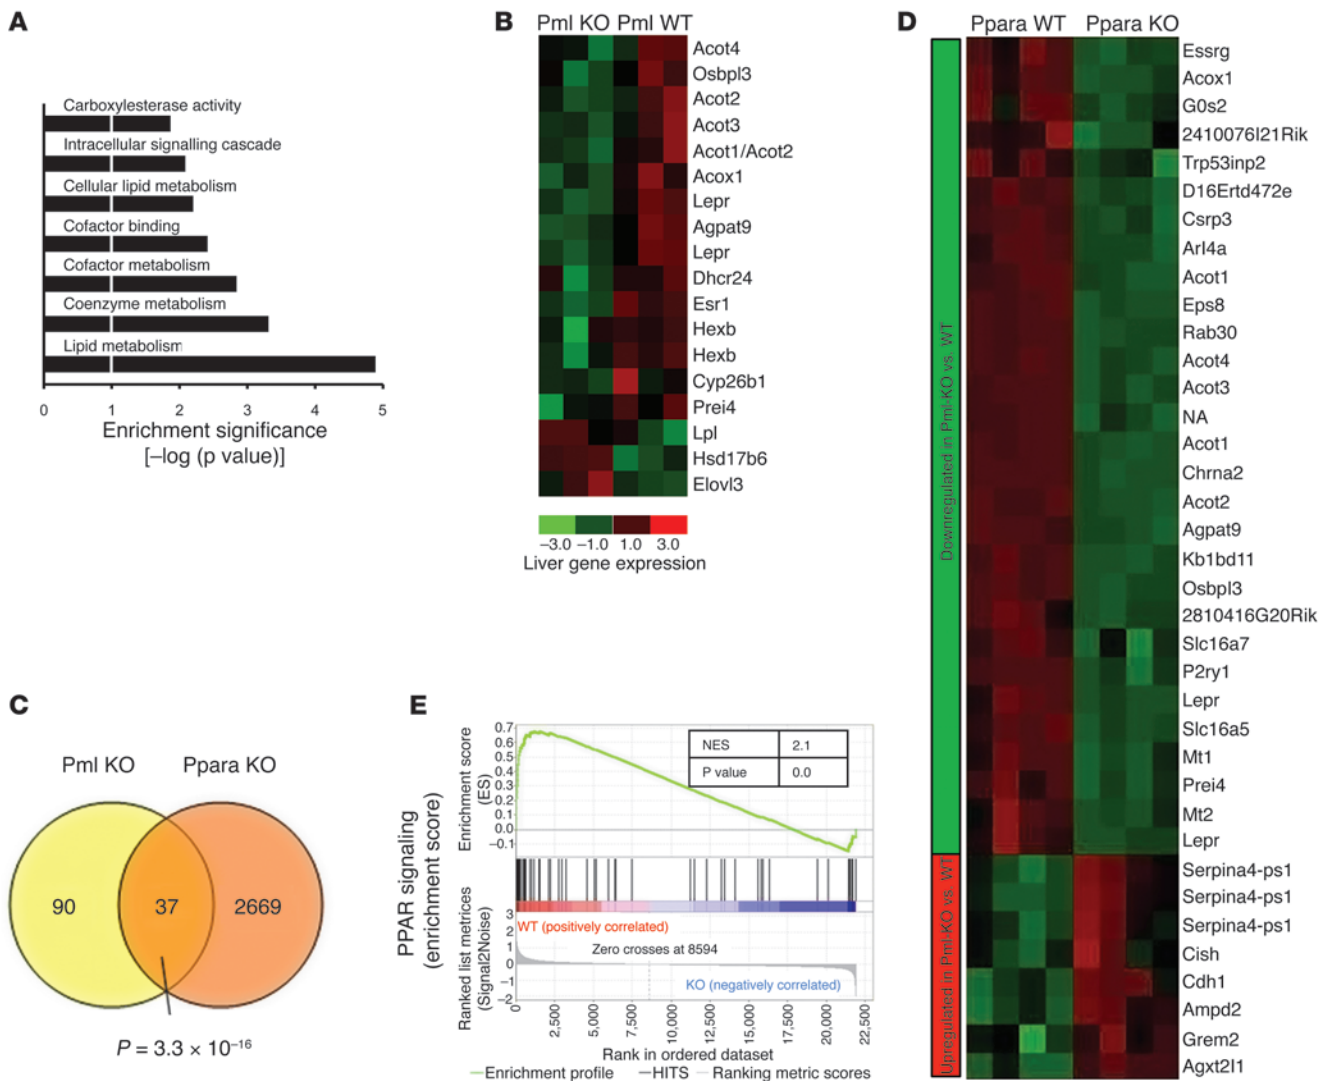 A
Carboxylesterase activity
Intracellular signalling cascade
Cellular lipid metabolism
Cofactor binding
Cofactor metabolism
Coenzyme metabolism
Lipid metabolism
0 1 2 3 4 5
Enrichment significance
[–log (p value)]
B
Pml KO Pml WT
Acot4
Osbpl3
Acot2
Acot3
Acot1/Acot2
Acox1
Lepr
Agpat9
Lepr
Dhcr24
Esr1
Hexb
Hexb
Cyp26b1
Prei4
Lpl
Hsd17b6
Elovl3
–3.0 –1.0 1.0 3.0
Liver gene expression
C
Pml KO Ppara KO
90 37 2669
P = 3.3 × 10–16
D
Ppara WT Ppara KO
Downregulated in Pml-KO vs. WT
Upregulated in Pml-KO vs. WT
Essrg
Acox1
G0s2
2410076I21Rik
Trp53inp2
D16Ertd472e
Csrp3
Arl4a
Acot1
Eps8
Rab30
Acot4
Acot3
NA
Acot1
Chrna2
Acot2
Agpat9
Kb1bd11
Osbpl3
2810416G20Rik
Slc16a7
P2ry1
Lepr
Slc16a5
Mt1
Prei4
Mt2
Lepr
Serpina4-ps1
Serpina4-ps1
Serpina4-ps1
Cish
Cdh1
Ampd2
Grem2
Agxt2l1
E
PPAR signaling
(enrichment score)
Enrichment score
(ES)
0.7
0.6
0.5
0.4
0.3
0.2
0.1
0.0
–0.1
NES 2.1
P value 0.0
Ranked list metrices
(Signal2Noise)
3
2
1
0
–1
–2
WT (positively correlated)
Zero crosses at 8594
KO (negatively correlated)
0 2,500 5,000 7,500 10,000 12,500 15,000 17,500 20,000 22,500
Rank in ordered dataset
Enrichment profile HITS Ranking metric scores